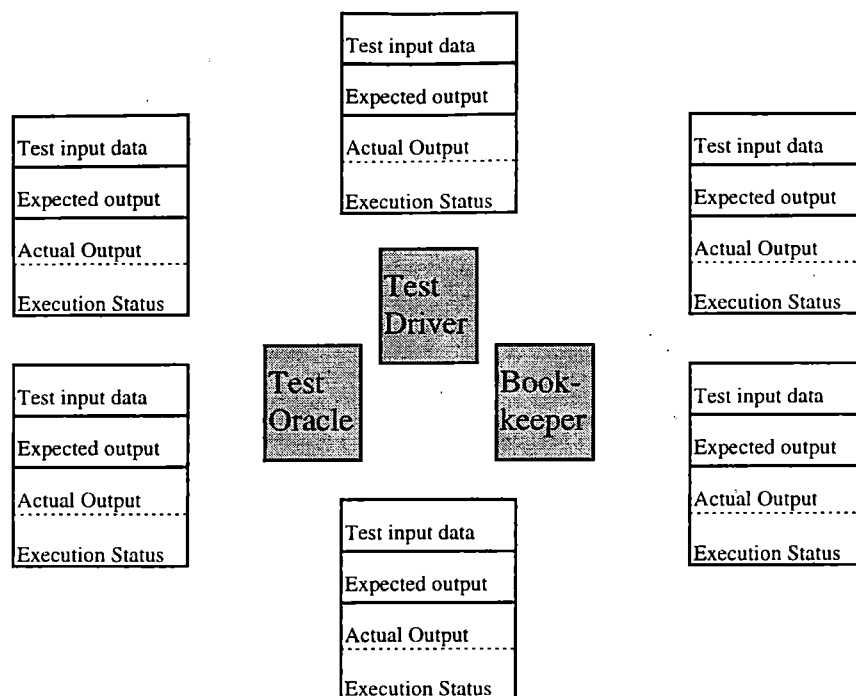 Test input data
Expected output
Actual Output
Execution Status
Test input data
Expected output
Actual Output
Execution Status
Test input data
Expected output
Actual Output
Execution Status
Test
Driver
Test
Oracle
Book-
keeper
Test input data
Expected output
Actual Output
Execution Status
Test input data
Expected output
Actual Output
Execution Status
Test input data
Expected output
Actual Output
Execution Status